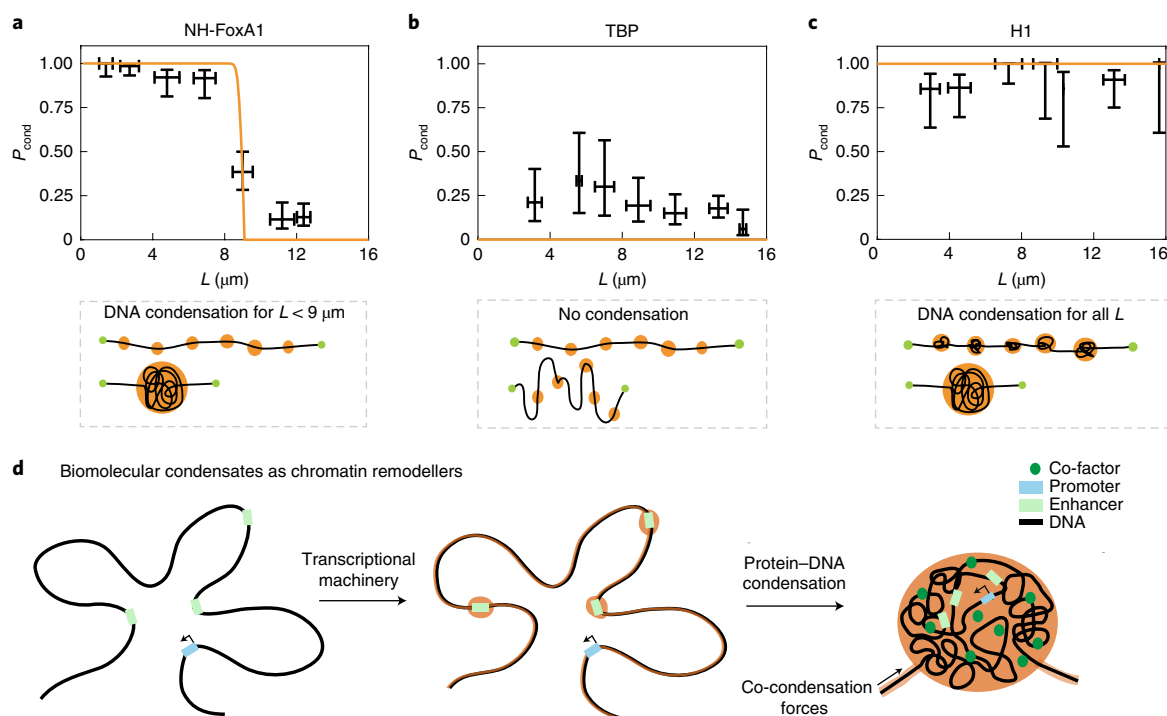 a
NH-FoxA1
1.00
0.75
0.50
0.25
0
Pcond
0 4 8 12 16
L (μm)
DNA condensation for L < 9 μm
b
TBP
1.00
0.75
0.50
0.25
0
Pcond
0 4 8 12 16
L (μm)
No condensation
c
H1
1.00
0.75
0.50
0.25
0
Pcond
0 4 8 12 16
L (μm)
DNA condensation for all L
d Biomolecular condensates as chromatin remodellers
Transcriptional
machinery
Protein–DNA
condensation
Co-factor
Promoter
Enhancer
DNA
Co-condensation
forces